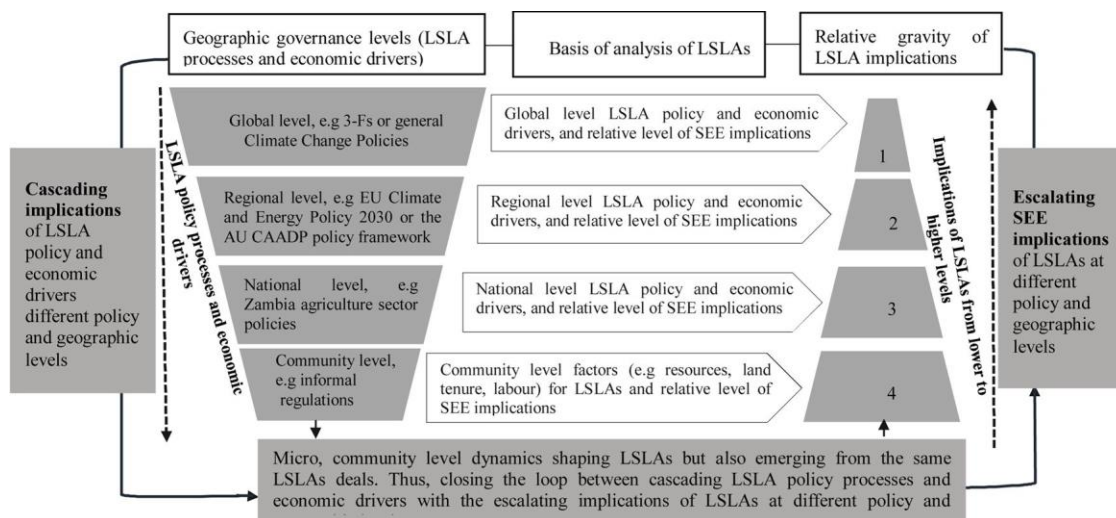 Geographic governance levels (LSLA
processes and economic drivers)
Basis of analysis of LSLAs
Relative gravity of
LSLA implications
Cascading
implications
of LSLA
policy and
economic
drivers
different policy
and geographic
levels
LSLA policy processes and economic
drivers
Global level, e.g 3-Fs or general
Climate Change Policies
Global level LSLA policy and economic
drivers, and relative level of SEE implications
1
Regional level, e.g EU Climate
and Energy Policy 2030 or the
AU CAADP policy framework
Regional level LSLA policy and economic
drivers, and relative level of SEE implications
2
National level, e.g
Zambia agriculture sector
policies
National level LSLA policy and economic
drivers, and relative level of SEE implications
3
Community level,
e.g informal
regulations
Community level factors (e.g resources, land
tenure, labour) for LSLAs and relative level of
SEE implications
4
Implications of LSLAs from lower to
higher levels
Escalating
SEE
implications
of LSLAs at
different
policy and
geographic
levels
Micro, community level dynamics shaping LSLAs but also emerging from the same
LSLAs deals. Thus, closing the loop between cascading LSLA policy processes and
economic drivers with the escalating implications of LSLAs at different policy and